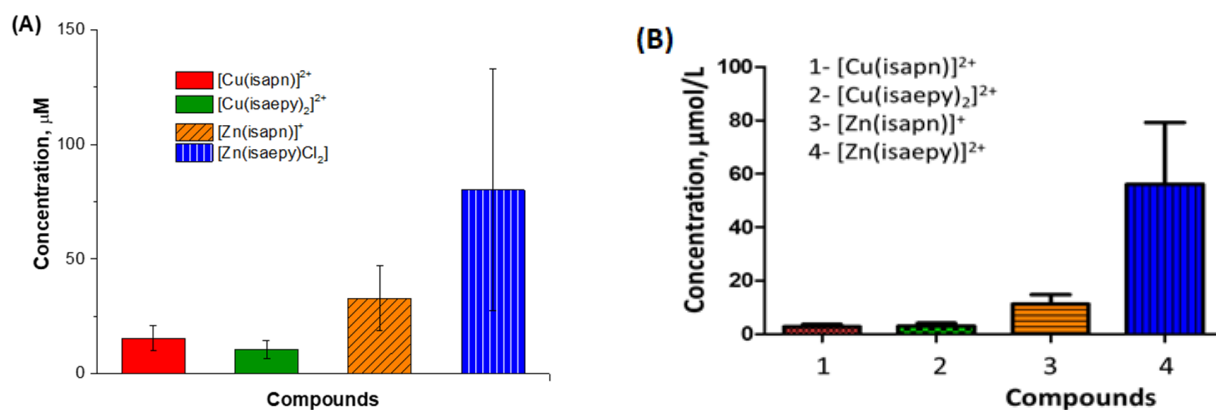 (A)
150
100
50
0
Concentration, µM
[Cu(isapn)]²⁺
[Cu(isaepy)₂]²⁺
[Zn(isapn)]⁺
[Zn(isaepy)Cl₂]
Compounds
(B)
100
80
60
40
20
0
Concentration, µmol/L
1- [Cu(isapn)]²⁺
2- [Cu(isaepy)₂]²⁺
3- [Zn(isapn)]⁺
4- [Zn(isaepy)]²⁺
1 2 3 4
Compounds